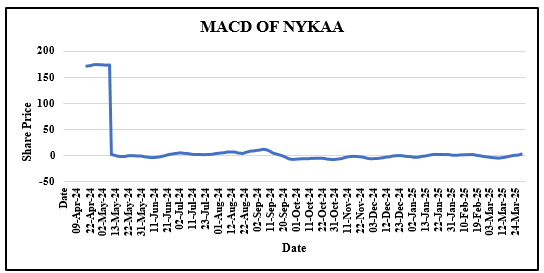 MACD OF NYKAA
200
150
100
50
0
-50
Share Price
Date
09-Apr-24
22-Apr-24
02-May-24
13-May-24
22-May-24
31-May-24
11-Jun-24
21-Jun-24
02-Jul-24
11-Jul-24
23-Jul-24
01-Aug-24
12-Aug-24
22-Aug-24
02-Sep-24
11-Sep-24
20-Sep-24
01-Oct-24
11-Oct-24
22-Oct-24
31-Oct-24
11-Nov-24
22-Nov-24
03-Dec-24
12-Dec-24
23-Dec-24
02-Jan-25
13-Jan-25
22-Jan-25
31-Jan-25
10-Feb-25
19-Feb-25
03-Mar-25
12-Mar-25
24-Mar-25
Date